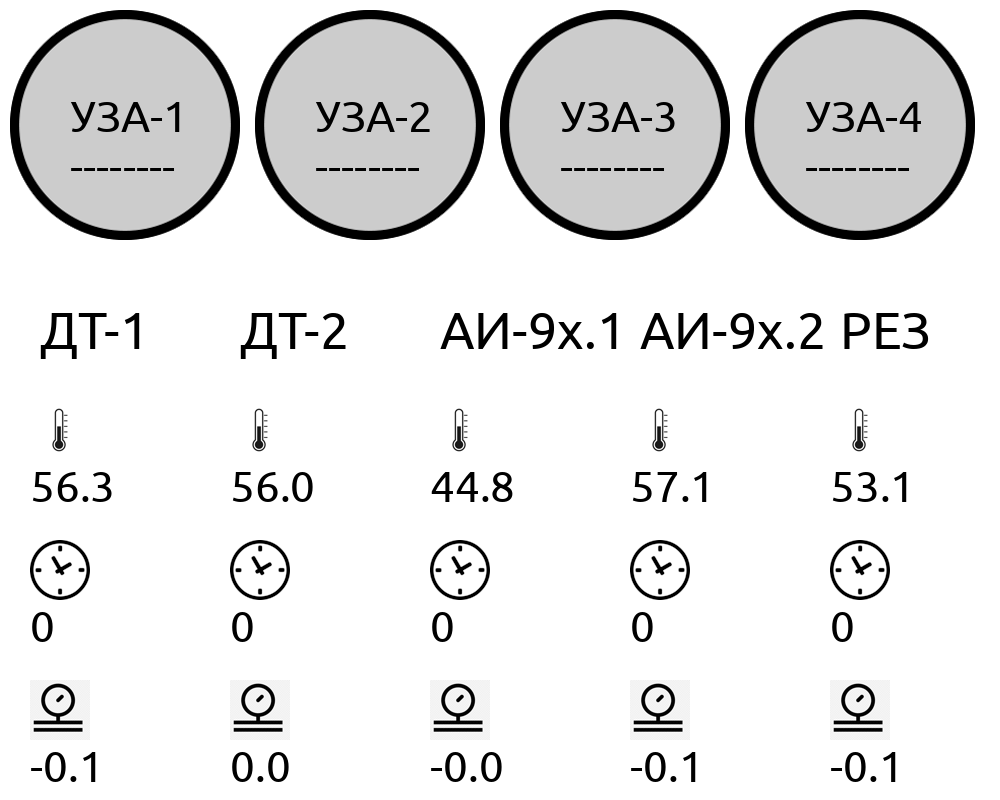 УЗА-1 УЗА-2 УЗА-3 УЗА-4
-------- -------- -------- --------
ДТ-1 ДТ-2 АИ-9х.1 АИ-9х.2 РЕЗ
56.3 56.0 44.8 57.1 53.1
0 0 0 0 0
-0.1 0.0 -0.0 -0.1 -0.1